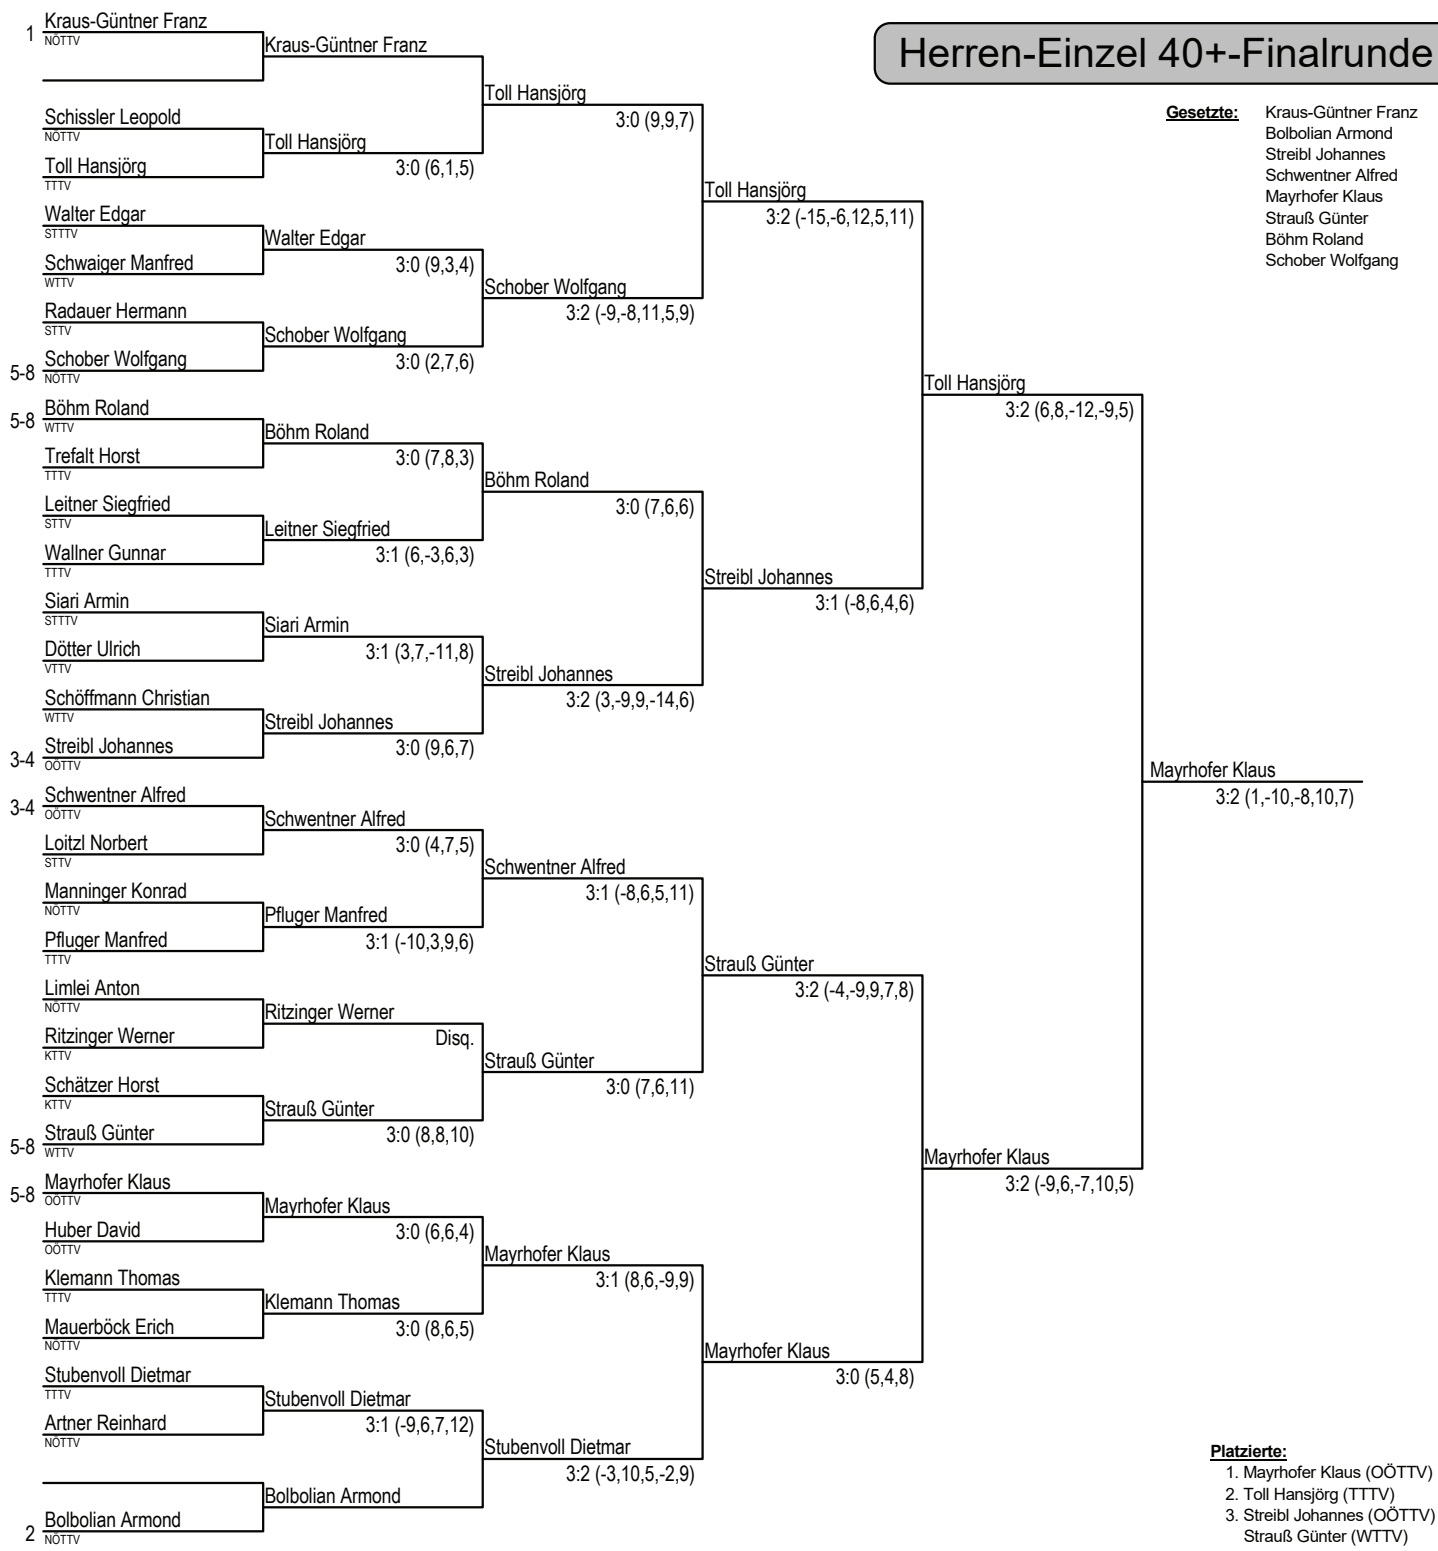 Herren-Einzel 40+-Finalrunde
Gesetzte: Kraus-Güntner Franz
Bolbolian Armond
Streibl Johannes
Schwentner Alfred
Mayrhofer Klaus
Strauß Günter
Böhm Roland
Schober Wolfgang
1 Kraus-Güntner Franz
NÖTTV
Schissler Leopold
NÖTTV
Toll Hansjörg
TTTV
Walter Edgar
STTTV
Schwaiger Manfred
WTTV
Radauer Hermann
STTV
5-8 Schober Wolfgang
NÖTTV
5-8 Böhm Roland
WTTV
Trefalt Horst
TTTV
Leitner Siegfried
STTV
Wallner Gunnar
TTTV
Siari Armin
STTTV
Dötter Ulrich
VTTV
Schöffmann Christian
WTTV
3-4 Streibl Johannes
OÖTTV
3-4 Schwentner Alfred
OÖTTV
Loitzl Norbert
STTV
Manninger Konrad
NÖTTV
Pfluger Manfred
TTTV
Limlei Anton
NÖTTV
Ritzinger Werner
KTTV
Schätzer Horst
KTTV
5-8 Strauß Günter
WTTV
5-8 Mayrhofer Klaus
OÖTTV
Huber David
OÖTTV
Klemann Thomas
TTTV
Mauerböck Erich
NÖTTV
Stubenvoll Dietmar
TTTV
Artner Reinhard
NÖTTV
2 Bolbolian Armond
NÖTTV
Kraus-Güntner Franz
Toll Hansjörg
3:0 (6,1,5)
Walter Edgar
3:0 (9,3,4)
Schober Wolfgang
3:0 (2,7,6)
Böhm Roland
3:0 (7,8,3)
Leitner Siegfried
3:1 (6,-3,6,3)
Siari Armin
3:1 (3,7,-11,8)
Streibl Johannes
3:0 (9,6,7)
Schwentner Alfred
3:0 (4,7,5)
Pfluger Manfred
3:1 (-10,3,9,6)
Ritzinger Werner
Disq.
Strauß Günter
3:0 (8,8,10)
Mayrhofer Klaus
3:0 (6,6,4)
Klemann Thomas
3:0 (8,6,5)
Stubenvoll Dietmar
3:1 (-9,6,7,12)
Bolbolian Armond
Toll Hansjörg
3:0 (9,9,7)
Schober Wolfgang
3:2 (-9,-8,11,5,9)
Böhm Roland
3:0 (7,6,6)
Streibl Johannes
3:2 (3,-9,9,-14,6)
Schwentner Alfred
3:1 (-8,6,5,11)
Strauß Günter
3:0 (7,6,11)
Mayrhofer Klaus
3:1 (8,6,-9,9)
Stubenvoll Dietmar
3:2 (-3,10,5,-2,9)
Toll Hansjörg
3:2 (-15,-6,12,5,11)
Streibl Johannes
3:1 (-8,6,4,6)
Strauß Günter
3:2 (-4,-9,9,7,8)
Mayrhofer Klaus
3:0 (5,4,8)
Toll Hansjörg
3:2 (6,8,-12,-9,5)
Mayrhofer Klaus
3:2 (-9,6,-7,10,5)
Mayrhofer Klaus
3:2 (1,-10,-8,10,7)
Platzierte:
1. Mayrhofer Klaus (OÖTTV)
2. Toll Hansjörg (TTTV)
3. Streibl Johannes (OÖTTV)
Strauß Günter (WTTV)